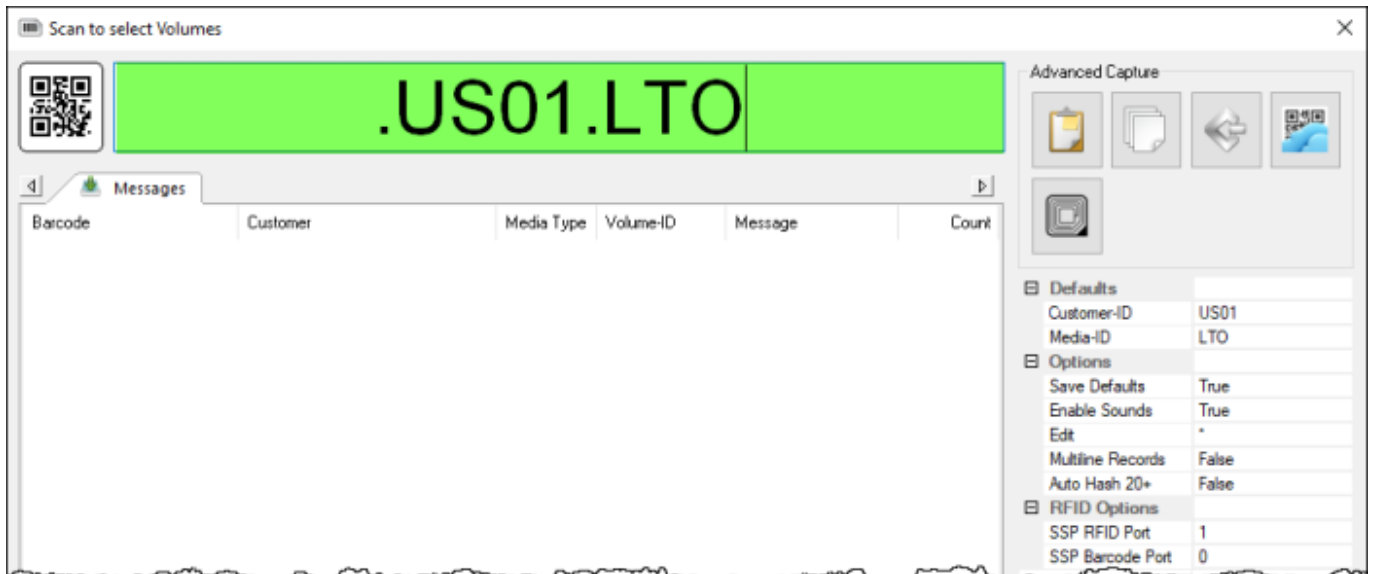 Scan to select Volumes
.US01.LTO
Advanced Capture
Messages
Barcode Customer Media Type Volume-ID Message Count
Defaults
Customer-ID US01
Media-ID LTO
Options
Save Defaults True
Enable Sounds True
Edit *
Multiline Records False
Auto Hash 20+ False
RFID Options
SSP RFID Port 1
SSP Barcode Port 0